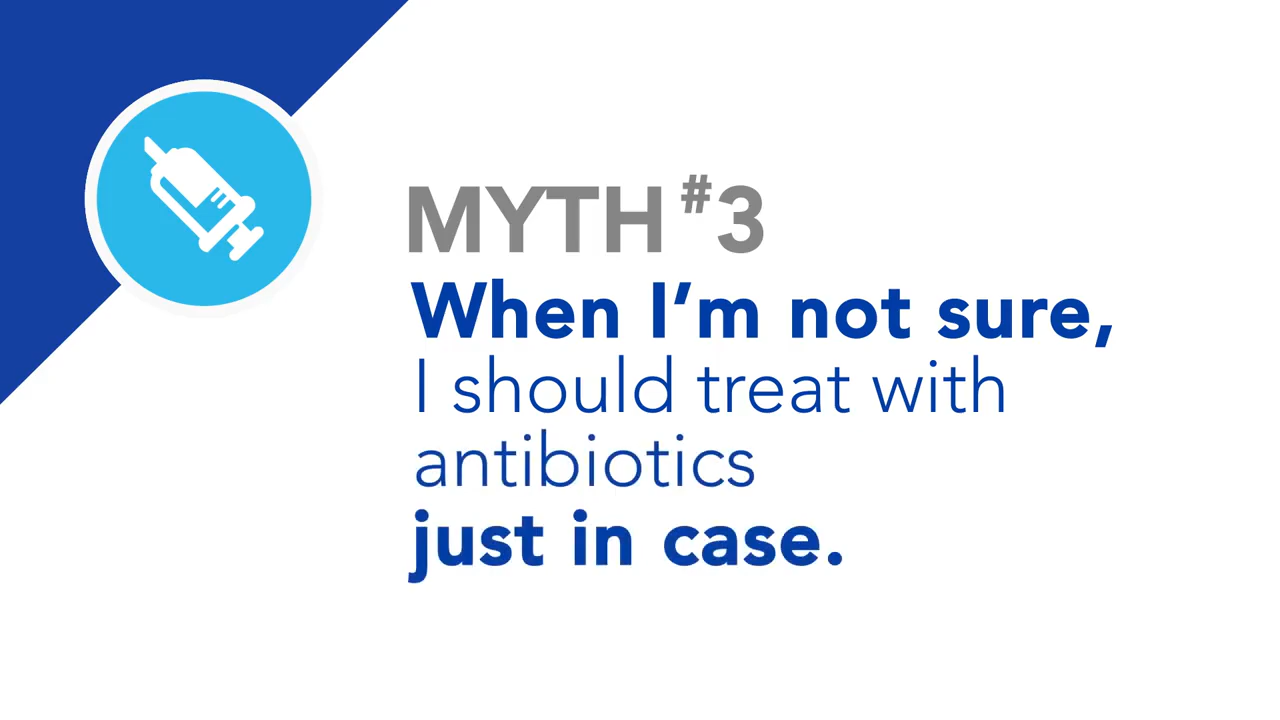 MYTH #3
When I’m not sure,
I should treat with
antibiotics
just in case.